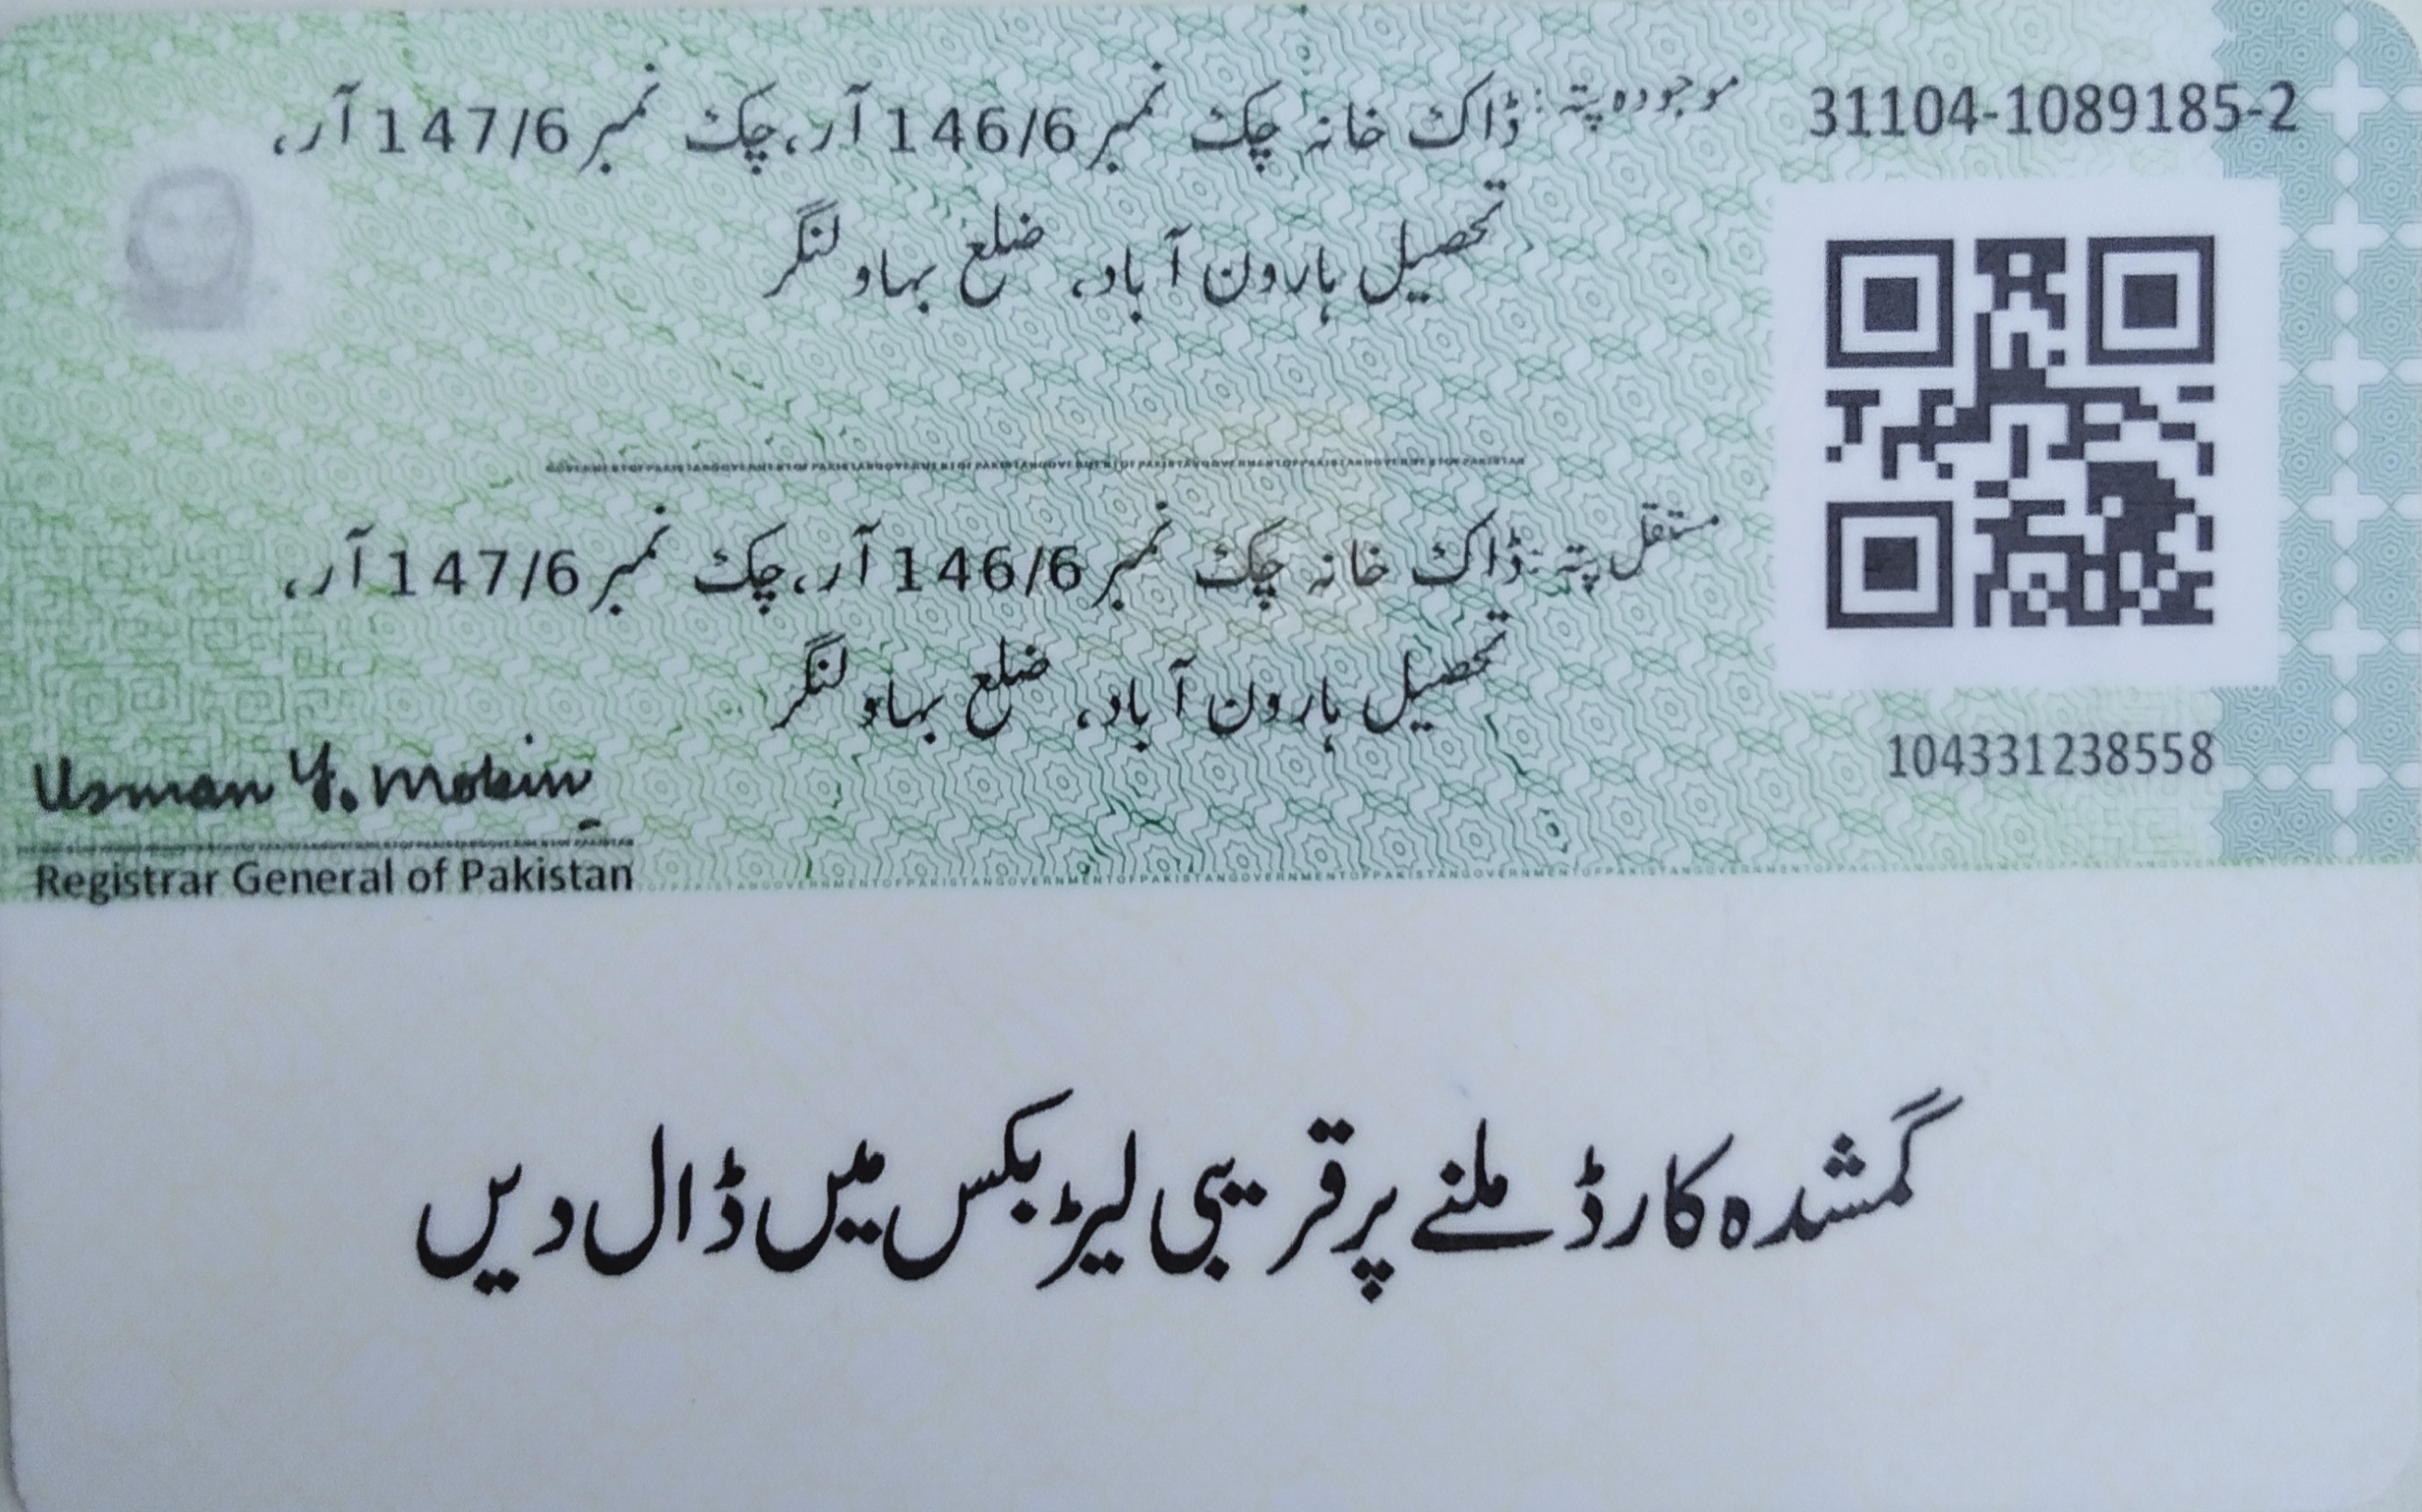 31104-1089185-2
موجودہ پتہ: ڈاک خانہ چک نمبر 146/6 آر، چک نمبر 147/6 آر،
تحصیل ہارون آباد، ضلع بہاولنگر
GOVERNMENTOFPAKISTANGOVERNMENTOFPAKISTANGOVERNMENTOFPAKISTANGOVERNMENTOFPAKISTANGOVERNMENTOFPAKISTAN
مستقل پتہ: ڈاک خانہ چک نمبر 146/6 آر، چک نمبر 147/6 آر،
تحصیل ہارون آباد، ضلع بہاولنگر
104331238558
Usman Y. Mobin
Registrar General of Pakistan
گمشدہ کارڈ ملنے پر قریبی لیٹر بکس میں ڈال دیں